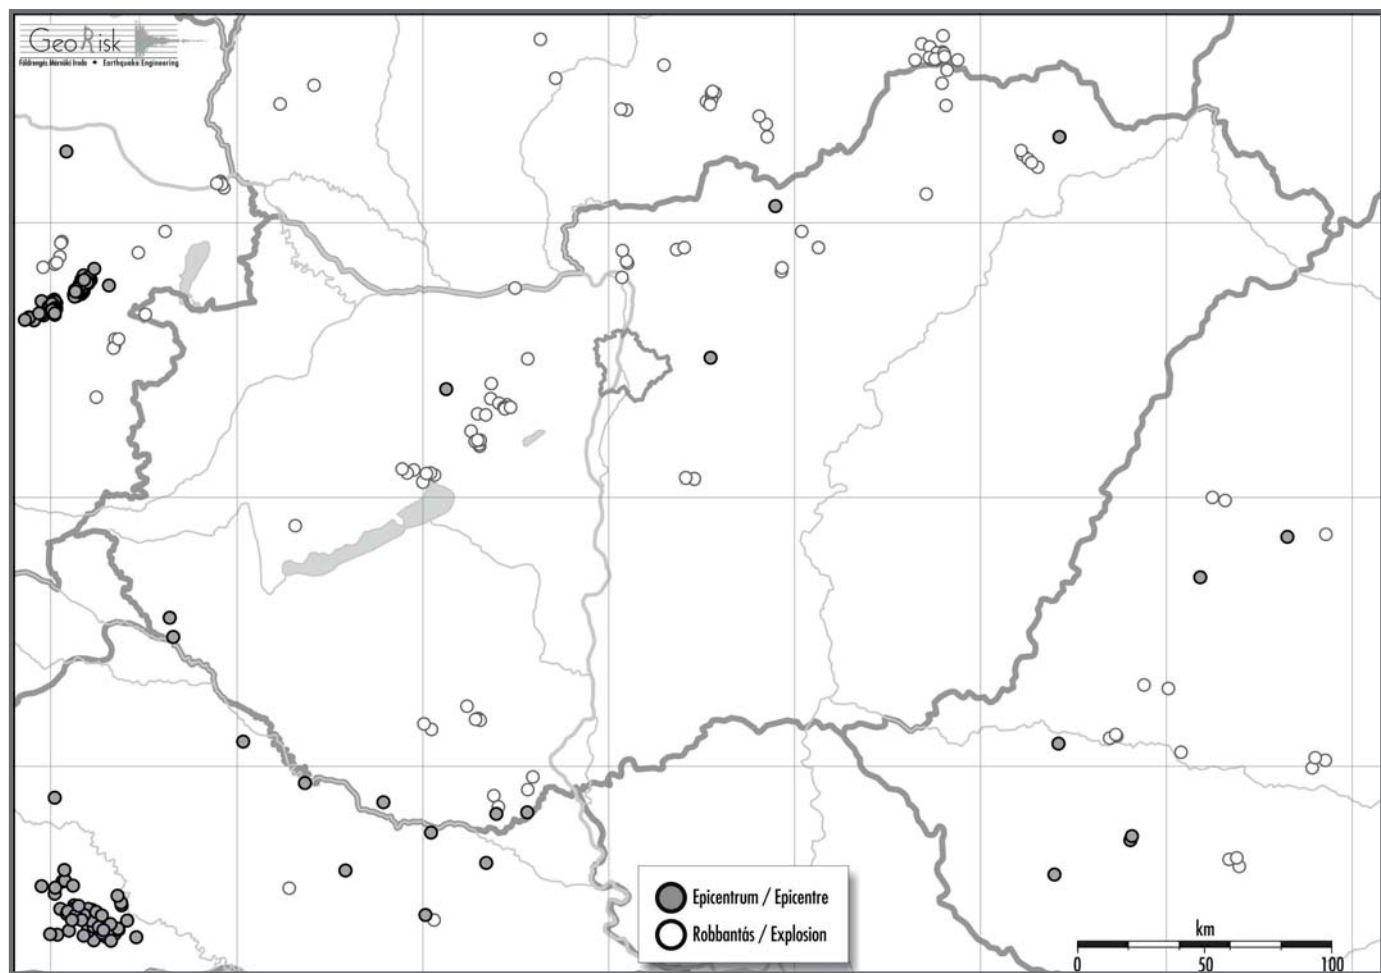 GeoRisk
Földrengés Mérnöki Iroda • Earthquake Engineering
Epicentrum / Epicentre
Robbantás / Explosion
km
0 50 100